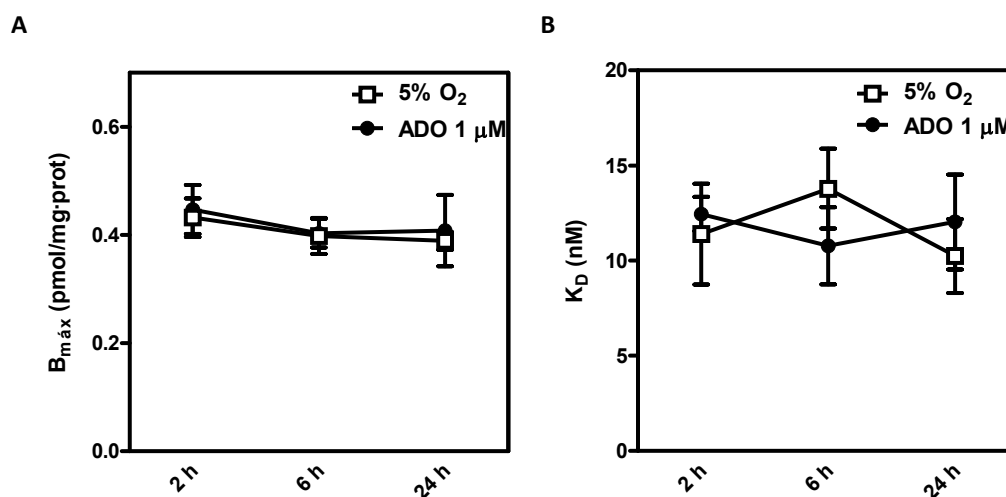 A
B
5% O₂
ADO 1 μM
0.6
0.4
0.2
0.0
Bmáx (pmol/mg·prot)
2 h
6 h
24 h
5% O₂
ADO 1 μM
20
15
10
5
0
K_D (nM)
2 h
6 h
24 h